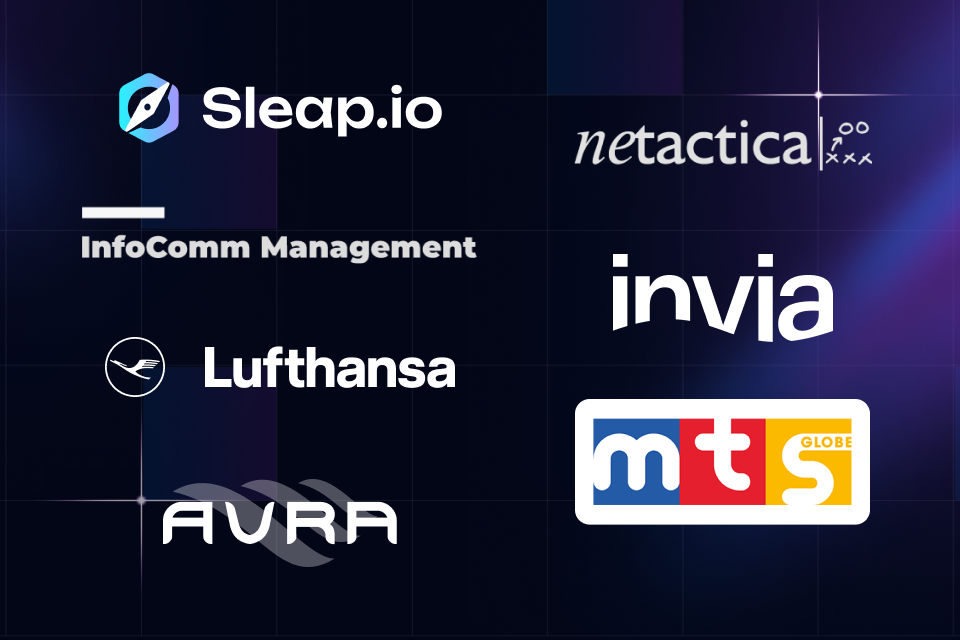 Sleap.io
netactica
InfoComm Management
invia
Lufthansa
mts
GLOBE
AVRA